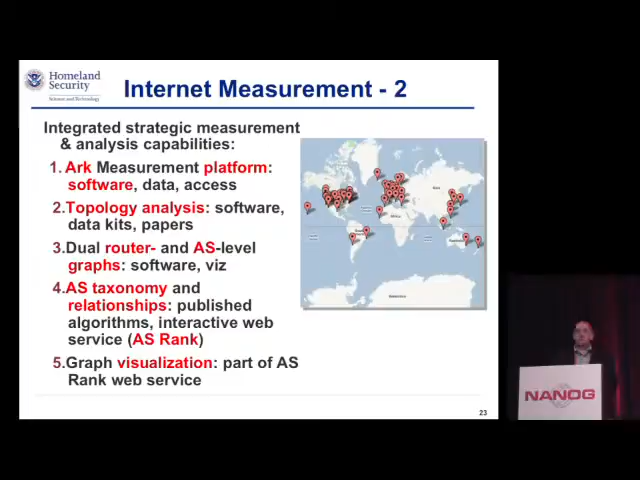 Homeland
Security
Science and Technology
Internet Measurement - 2
Integrated strategic measurement
& analysis capabilities:
1. Ark Measurement platform:
software, data, access
2.Topology analysis: software,
data kits, papers
3.Dual router- and AS-level
graphs: software, viz
4.AS taxonomy and
relationships: published
algorithms, interactive web
service (AS Rank)
5.Graph visualization: part of AS
Rank web service
Asia
Africa
23
NANOG